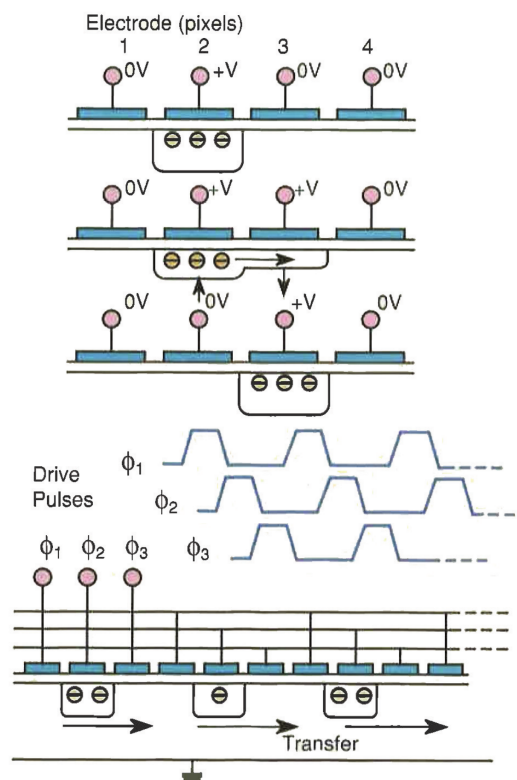 Electrode (pixels)
1 2 3 4
0V +V 0V 0V
0V +V +V 0V
0V 0V +V 0V
Drive
Pulses
ϕ1
ϕ2
ϕ3
ϕ1 ϕ2 ϕ3
Transfer